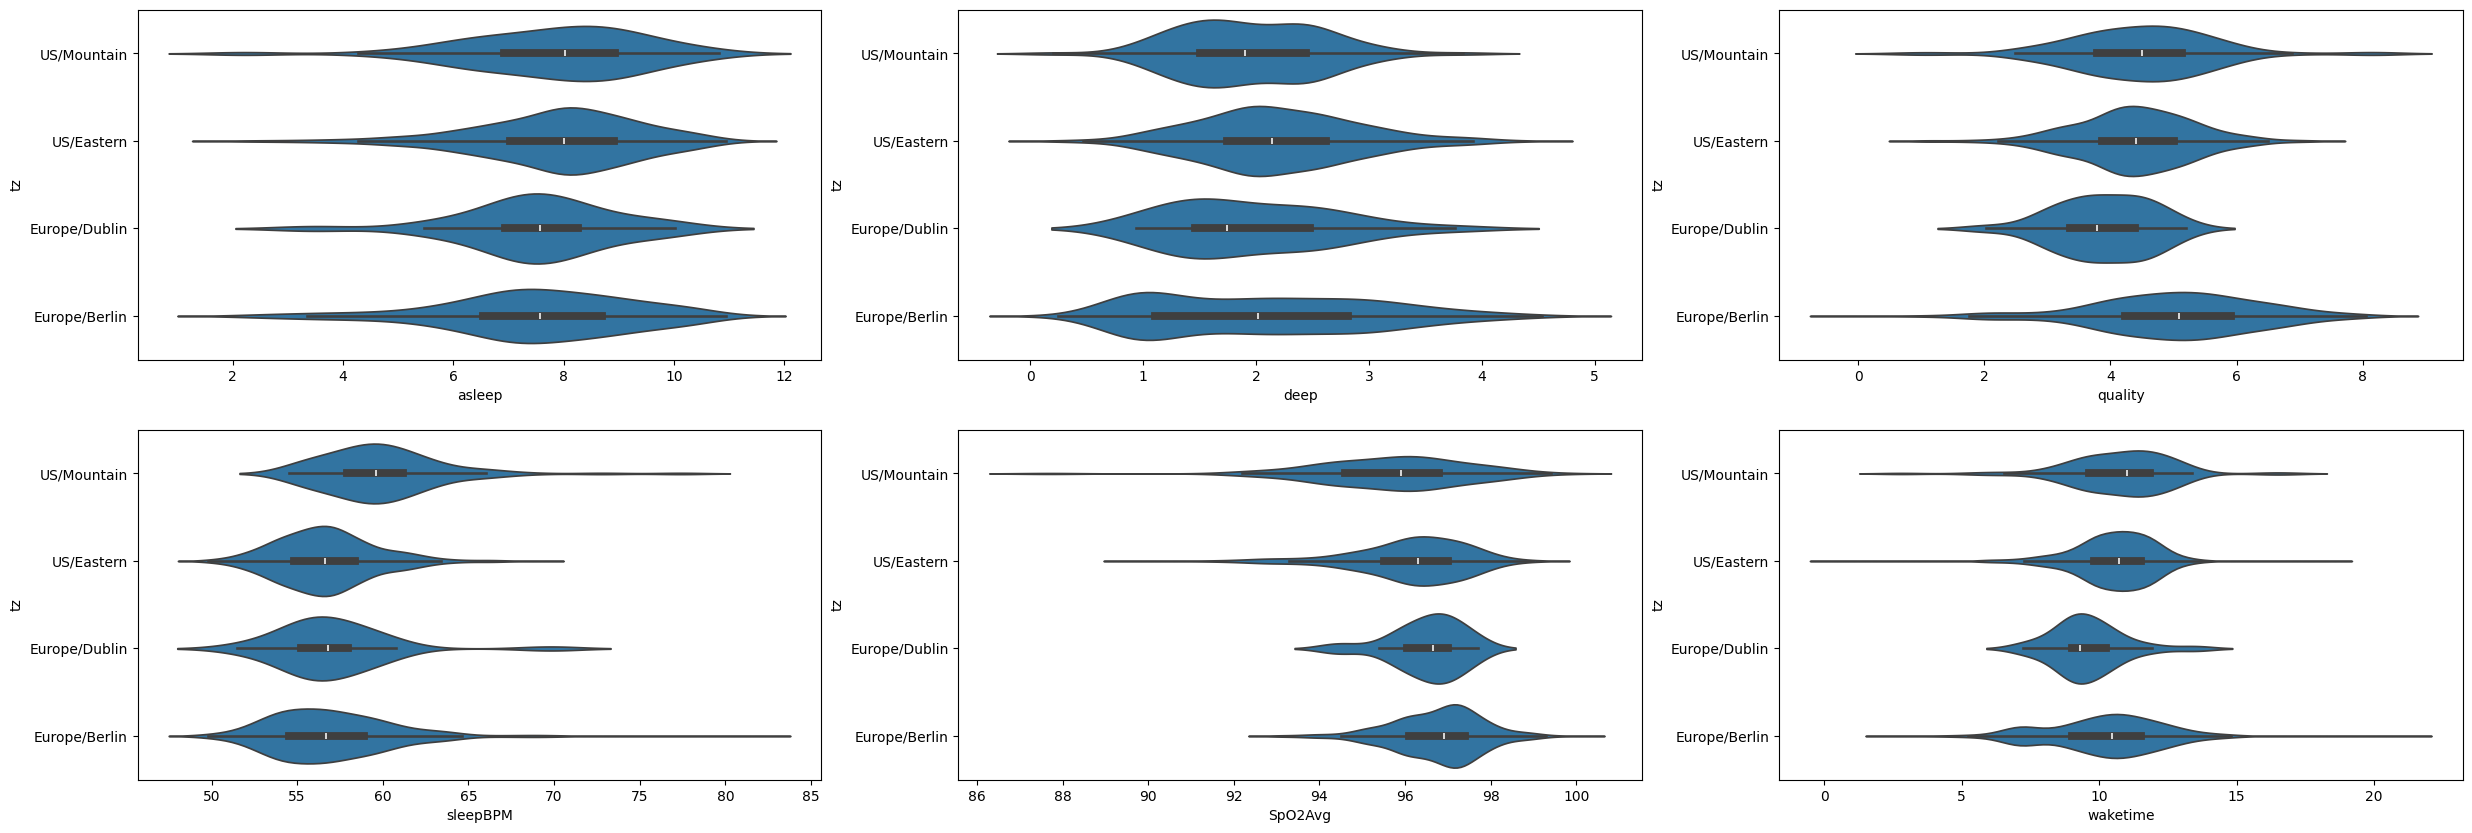 tz
US/Mountain
US/Eastern
Europe/Dublin
Europe/Berlin
2 4 6 8 10 12
asleep
tz
US/Mountain
US/Eastern
Europe/Dublin
Europe/Berlin
0 1 2 3 4 5
deep
tz
US/Mountain
US/Eastern
Europe/Dublin
Europe/Berlin
0 2 4 6 8
quality
tz
US/Mountain
US/Eastern
Europe/Dublin
Europe/Berlin
50 55 60 65 70 75 80 85
sleepBPM
tz
US/Mountain
US/Eastern
Europe/Dublin
Europe/Berlin
86 88 90 92 94 96 98 100
SpO2Avg
tz
US/Mountain
US/Eastern
Europe/Dublin
Europe/Berlin
0 5 10 15 20
waketime